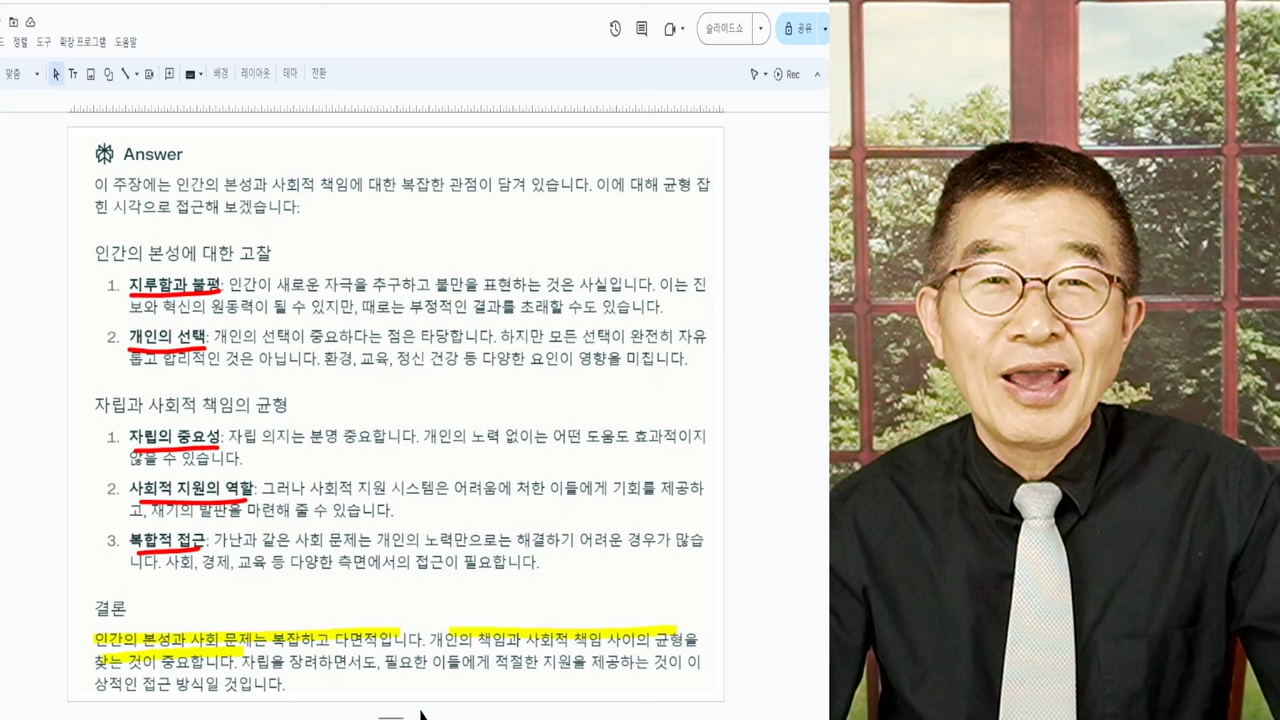 정렬 도구 확장 프로그램 도움말
슬라이드쇼
공유
맞춤
배경 레이아웃 테마 전환
Rec
Answer
이 주장에는 인간의 본성과 사회적 책임에 대한 복잡한 관점이 담겨 있습니다. 이에 대해 균형 잡
힌 시각으로 접근해 보겠습니다:
인간의 본성에 대한 고찰
1. 지루함과 불평: 인간이 새로운 자극을 추구하고 불만을 표현하는 것은 사실입니다. 이는 진
보와 혁신의 원동력이 될 수 있지만, 때로는 부정적인 결과를 초래할 수도 있습니다.
2. 개인의 선택: 개인의 선택이 중요하다는 점은 타당합니다. 하지만 모든 선택이 완전히 자유
롭고 합리적인 것은 아닙니다. 환경, 교육, 정신 건강 등 다양한 요인이 영향을 미칩니다.
자립과 사회적 책임의 균형
1. 자립의 중요성: 자립 의지는 분명 중요합니다. 개인의 노력 없이는 어떤 도움도 효과적이지
않을 수 있습니다.
2. 사회적 지원의 역할: 그러나 사회적 지원 시스템은 어려움에 처한 이들에게 기회를 제공하
고, 재기의 발판을 마련해 줄 수 있습니다.
3. 복합적 접근: 가난과 같은 사회 문제는 개인의 노력만으로는 해결하기 어려운 경우가 많습
니다. 사회, 경제, 교육 등 다양한 측면에서의 접근이 필요합니다.
결론
인간의 본성과 사회 문제는 복잡하고 다면적입니다. 개인의 책임과 사회적 책임 사이의 균형을
찾는 것이 중요합니다. 자립을 장려하면서도, 필요한 이들에게 적절한 지원을 제공하는 것이 이
상적인 접근 방식일 것입니다.